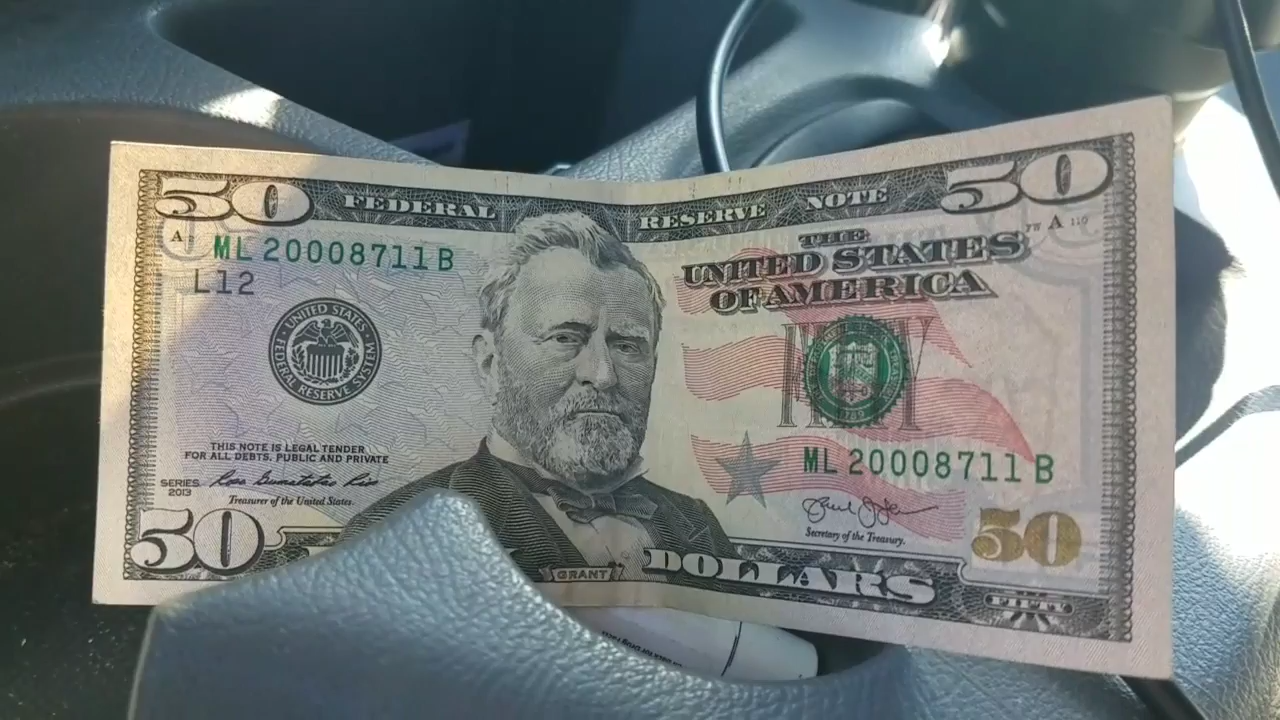 50 FEDERAL RESERVE NOTE 50
A
ML 20008711 B
L12
THE
UNITED STATES
OF AMERICA
FW A 110
UNITED STATES FEDERAL RESERVE SYSTEM
FIFTY
1789
THIS NOTE IS LEGAL TENDER
FOR ALL DEBTS, PUBLIC AND PRIVATE
SERIES
2013
Treasurer of the United States.
ML 20008711 B
Secretary of the Treasury.
50
50
GRANT
DOLLARS
FIFTY